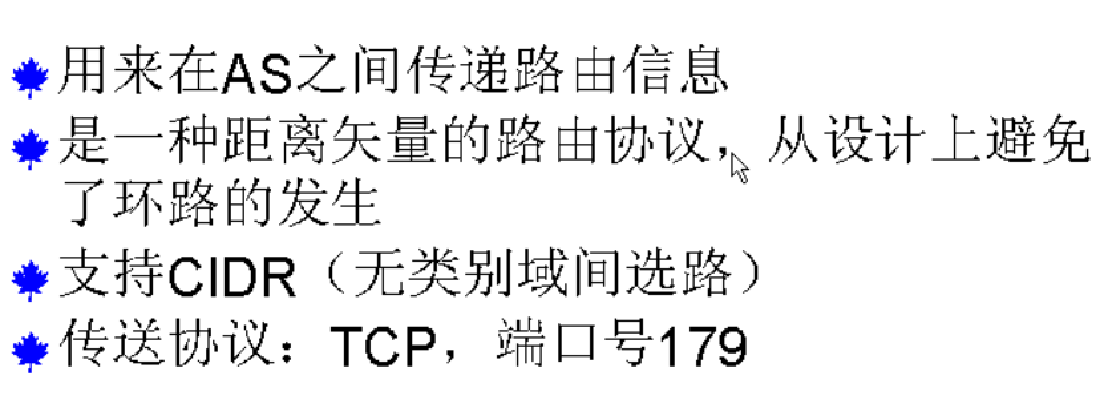 用来在AS之间传递路由信息
是一种距离矢量的路由协议，从设计上避免
了环路的发生
支持CIDR（无类别域间选路）
传送协议：TCP，端口号179